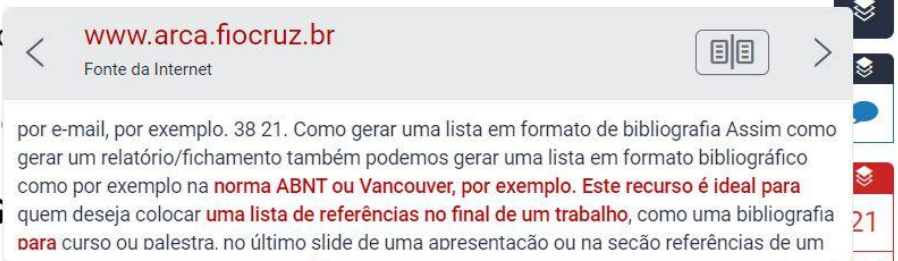 www.arca.fiocruz.br
Fonte da Internet
por e-mail, por exemplo. 38 21. Como gerar uma lista em formato de bibliografia Assim como
gerar um relatório/fichamento também podemos gerar uma lista em formato bibliográfico
como por exemplo na norma ABNT ou Vancouver, por exemplo. Este recurso é ideal para
quem deseja colocar uma lista de referências no final de um trabalho, como uma bibliografia
para curso ou palestra, no último slide de uma apresentação ou na seção referências de um
21